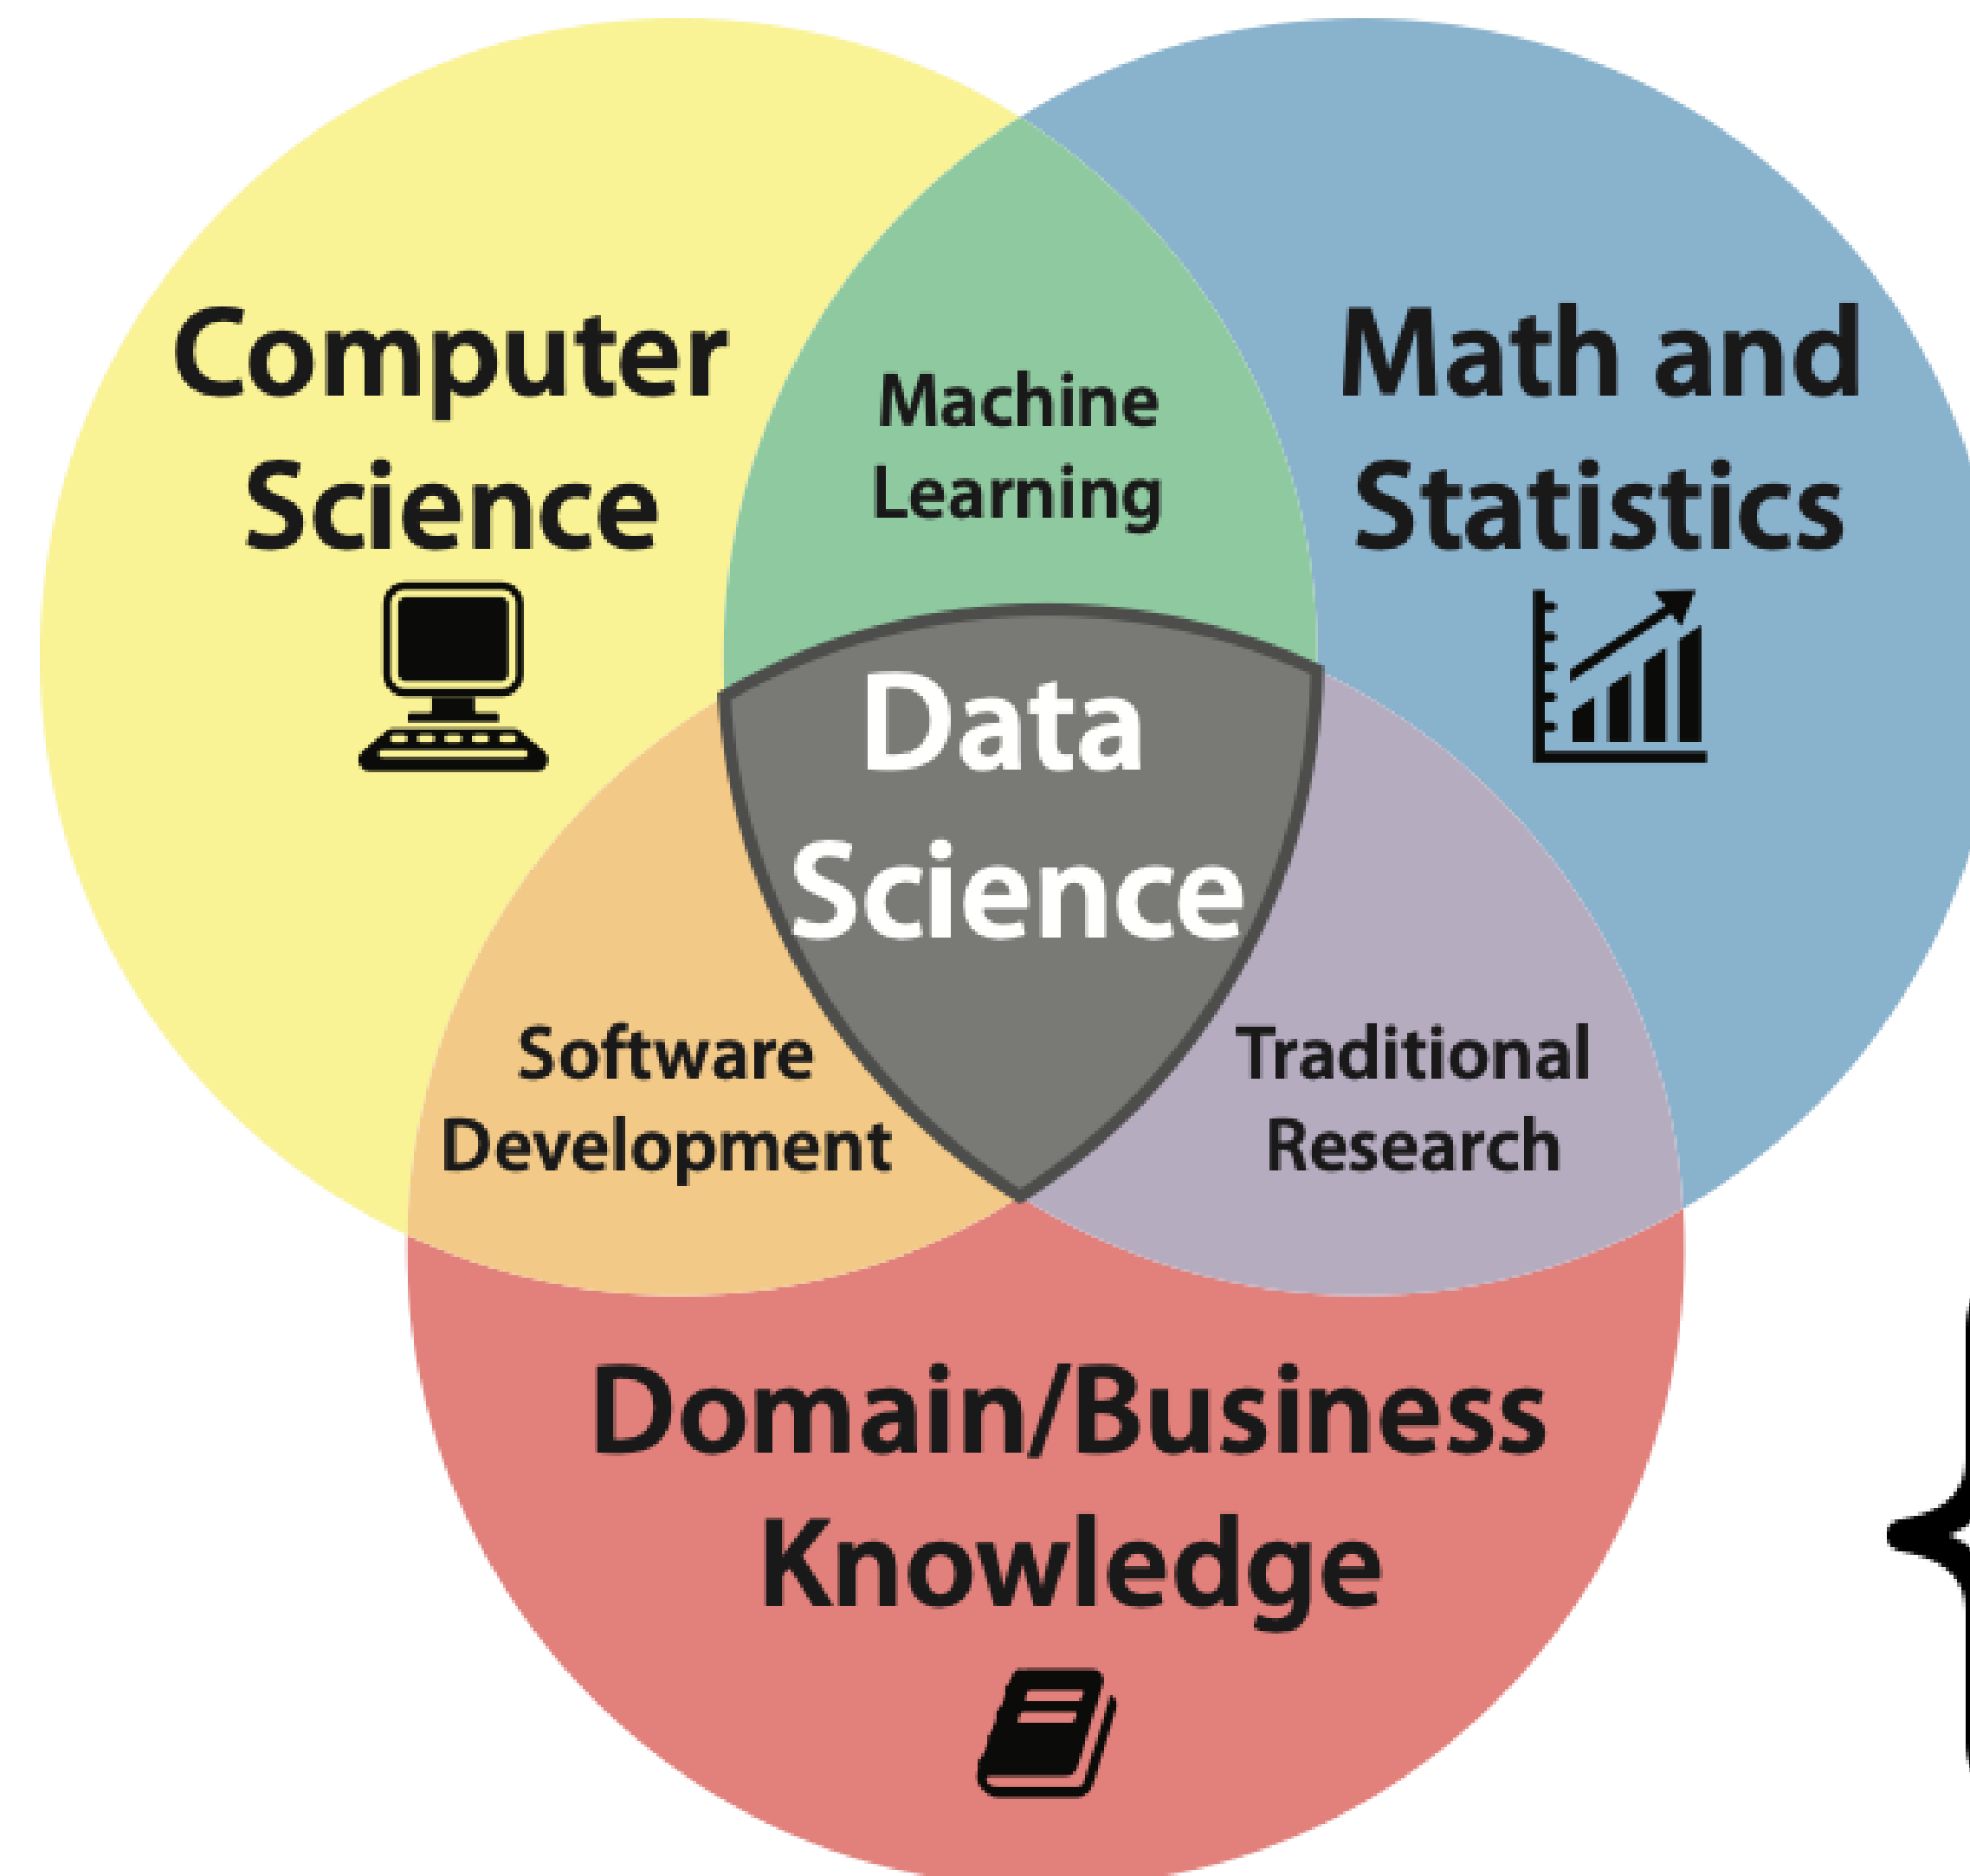 Computer
Science
Machine
Learning
Math and
Statistics
Data
Science
Software
Development
Traditional
Research
Domain/Business
Knowledge